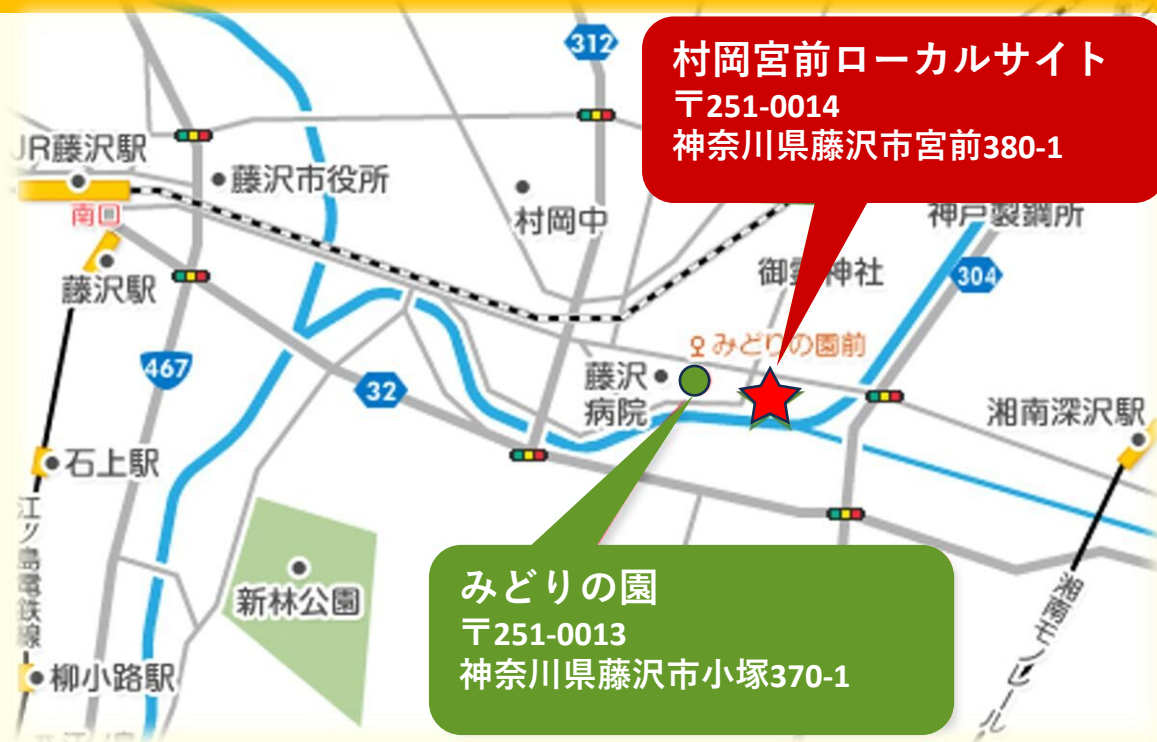 312
村岡宮前ローカルサイト
〒251-0014
神奈川県藤沢市宮前380-1
JR藤沢駅
南口
藤沢市役所
村岡中
神戸製鋼所
藤沢駅
304
467
32
みどりの園前
藤沢
病院
湘南深沢駅
石上駅
江ノ島電鉄線
新林公園
柳小路駅
みどりの園
〒251-0013
神奈川県藤沢市小塚370-1
湘南モノレール